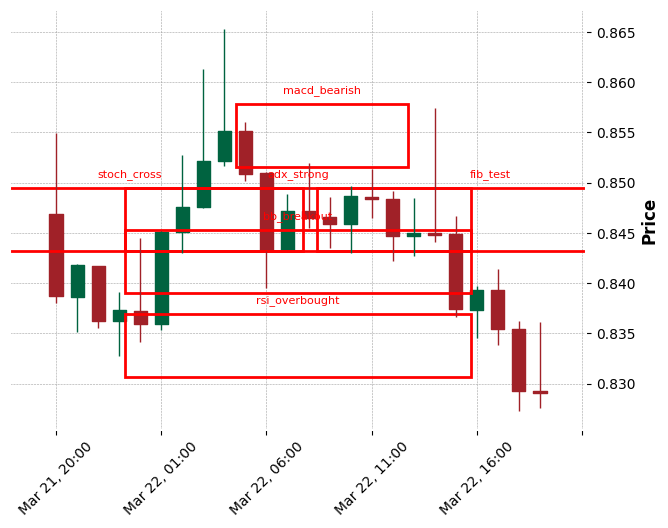 0.865
0.860
macd_bearish
0.855
stoch_cross
adx_strong
fib_test
0.850
0.845
0.840
rsi_overbought
0.835
0.830
Price
Mar 21, 20:00
Mar 22, 01:00
Mar 22, 06:00
Mar 22, 11:00
Mar 22, 16:00